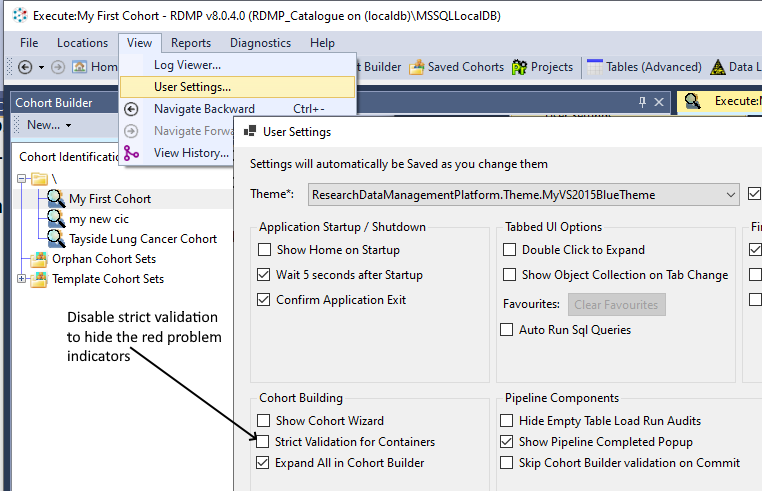 Execute:My First Cohort - RDMP v8.0.4.0 (RDMP_Catalogue on (localdb)\MSSQLLocalDB)
File Locations View Reports Diagnostics Help
Home Builder Saved Cohorts Projects Tables (Advanced) Data L
Log Viewer...
User Settings...
Navigate Backward Ctrl+-
Navigate Forwa
View History...
Cohort Builder
Execute:My
New...
Cohort Identificati
\
My First Cohort
my new cic
Tayside Lung Cancer Cohort
Orphan Cohort Sets
Template Cohort Sets
Disable strict validation
to hide the red problem
indicators
User Settings
Settings will automatically be Saved as you change them
Theme*: ResearchDataManagementPlatform.Theme.MyVS2015BlueTheme
Application Startup / Shutdown
Show Home on Startup
Wait 5 seconds after Startup
Confirm Application Exit
Tabbed UI Options
Double Click to Expand
Show Object Collection on Tab Change
Favourites: Clear Favourites
Auto Run Sql Queries
Fi
Cohort Building
Show Cohort Wizard
Strict Validation for Containers
Expand All in Cohort Builder
Pipeline Components
Hide Empty Table Load Run Audits
Show Pipeline Completed Popup
Skip Cohort Builder validation on Commit